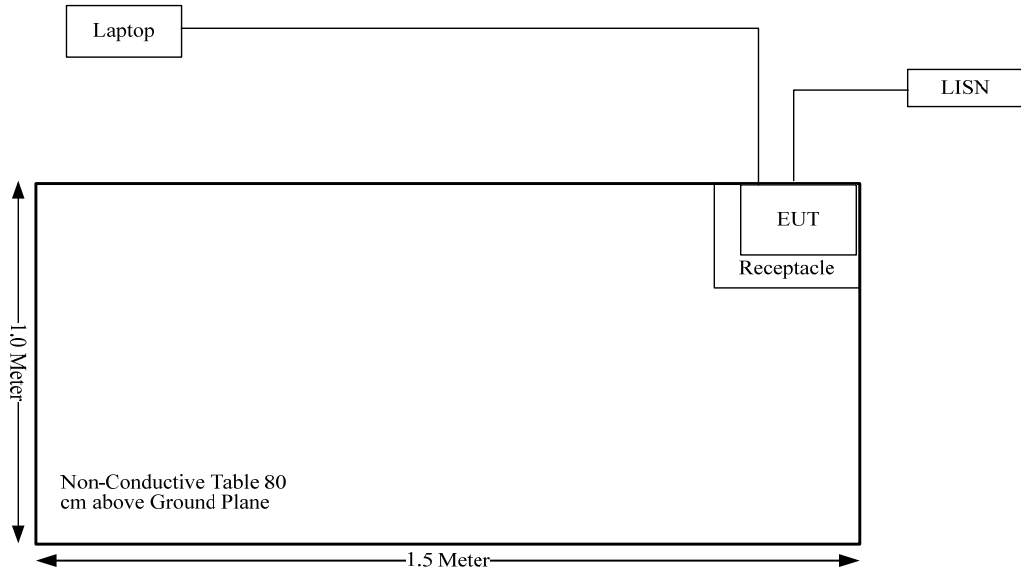 Laptop
LISN
EUT
Receptacle
1.0 Meter
Non-Conductive Table 80
cm above Ground Plane
1.5 Meter